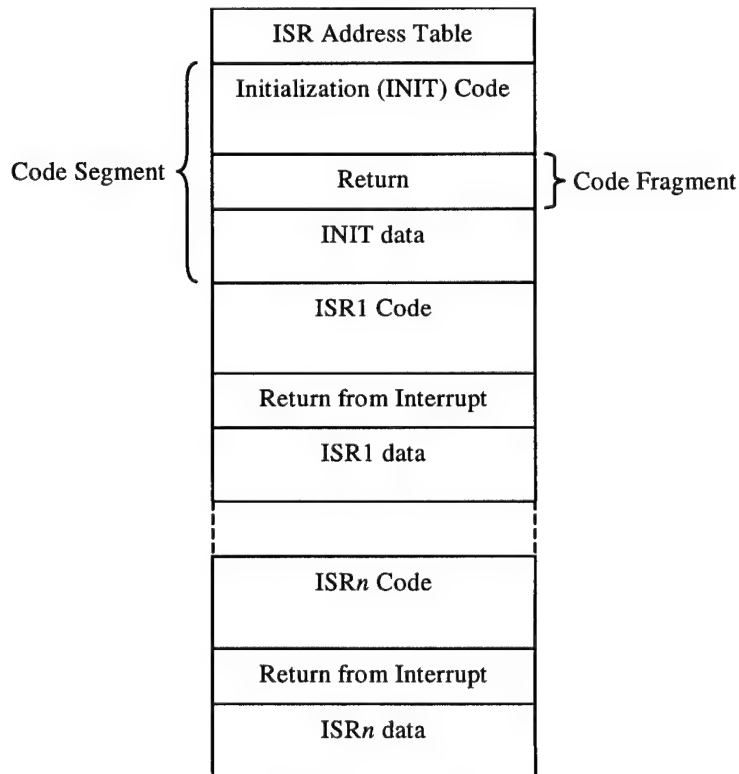 ISR Address Table
Initialization (INIT) Code
Code Segment
Return
Code Fragment
INIT data
ISR1 Code
Return from Interrupt
ISR1 data
ISRn Code
Return from Interrupt
ISRn data